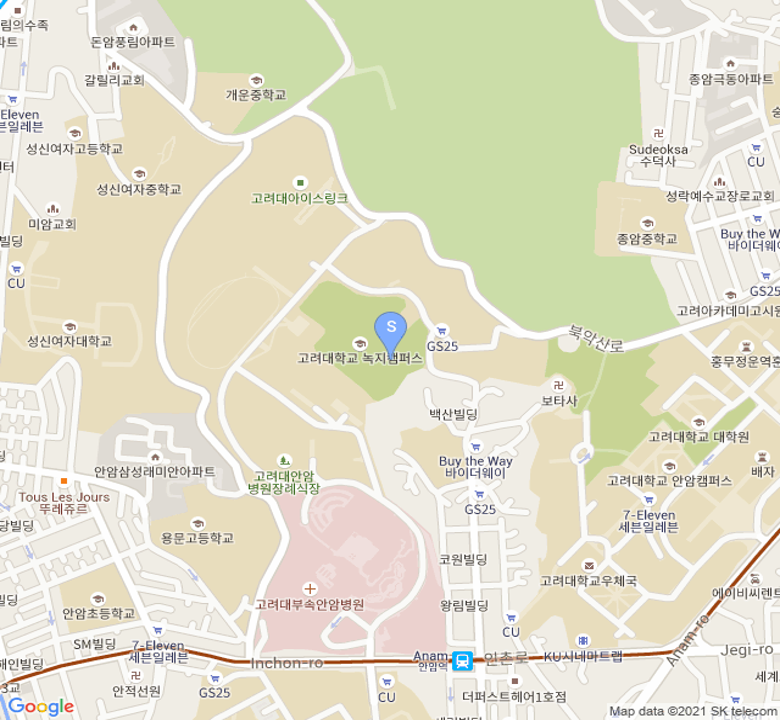 림의수족
돈암풍림아파트
갈릴리교회
개운중학교
종암극동아파트
Eleven
븐일레븐
성신여자고등학교
Sudeoksa
수덕사
CU
성신여자중학교
고려대아이스링크
성락예수교장로교회
미암교회
빌딩
종암중학교
Buy the W
바이더웨이
CU
GS25
S
고려아카데미고시원
북악산로
성신여자대학교
GS25
고려대학교 녹지캠퍼스
홍무정운역훈
보타사
백산빌딩
고려대학교 대학원
안암삼성래미안아파트
고려대안암
병원장례식장
Buy the Way
바이더웨이
고려대학교 안암캠퍼스
배자
Tous Les Jours
뚜레쥬르
GS25
7-Eleven
세븐일레븐
당빌딩
용문고등학교
코원빌딩
고려대학교우체국
에이비씨렌트
안암초등학교
고려대부속안암병원
왕림빌딩
CU
SM빌딩
7-Eleven
세븐일레븐
Anam
안암역
인촌로
KU시네마트랩
Anam-ro
Jegi-ro
해인빌딩
Inchon-ro
3교
안적선원
GS25
CU
더퍼스트헤어1호점
세계
Google
Map data ©2021 SK telecom